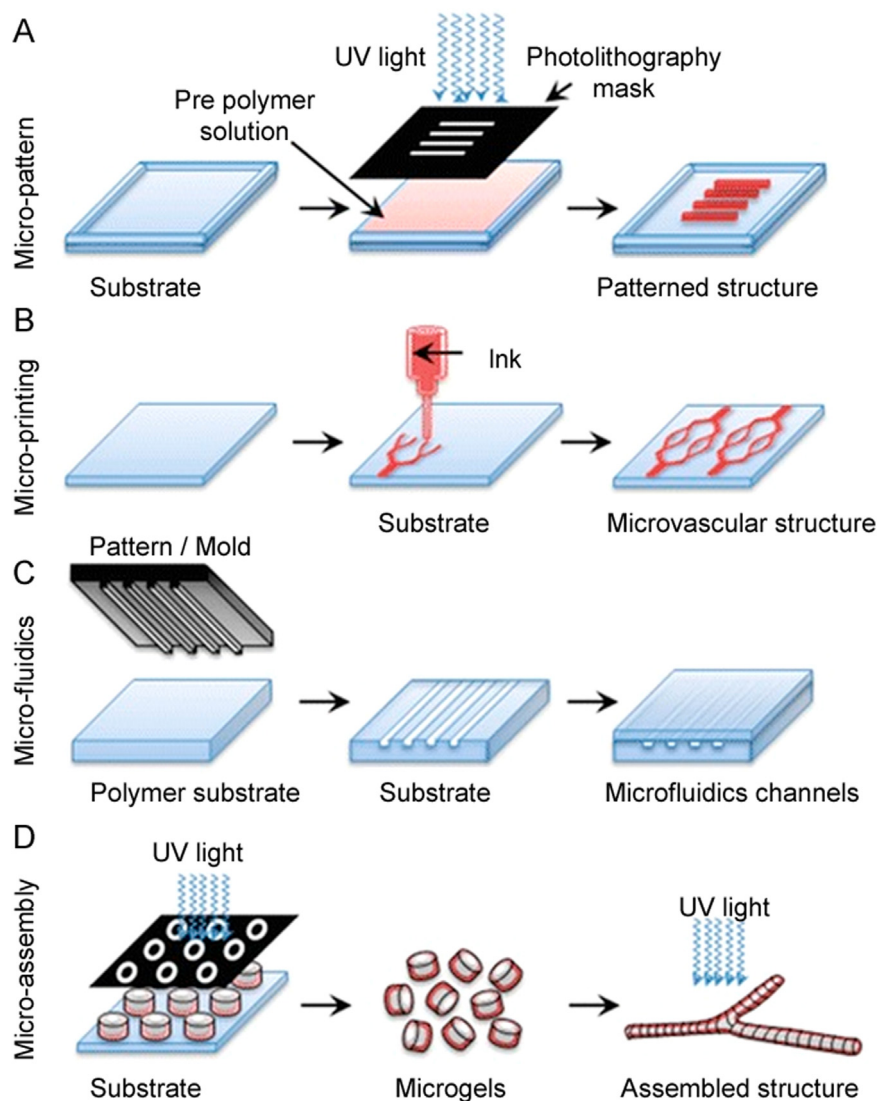 A
UV light
Photolithography
mask
Pre polymer
solution
Micro-pattern
Substrate
Patterned structure
B
Ink
Micro-printing
Substrate
Microvascular structure
Pattern / Mold
C
Micro-fluidics
Polymer substrate
Substrate
Microfluidics channels
D
UV light
UV light
Micro-assembly
Substrate
Microgels
Assembled structure